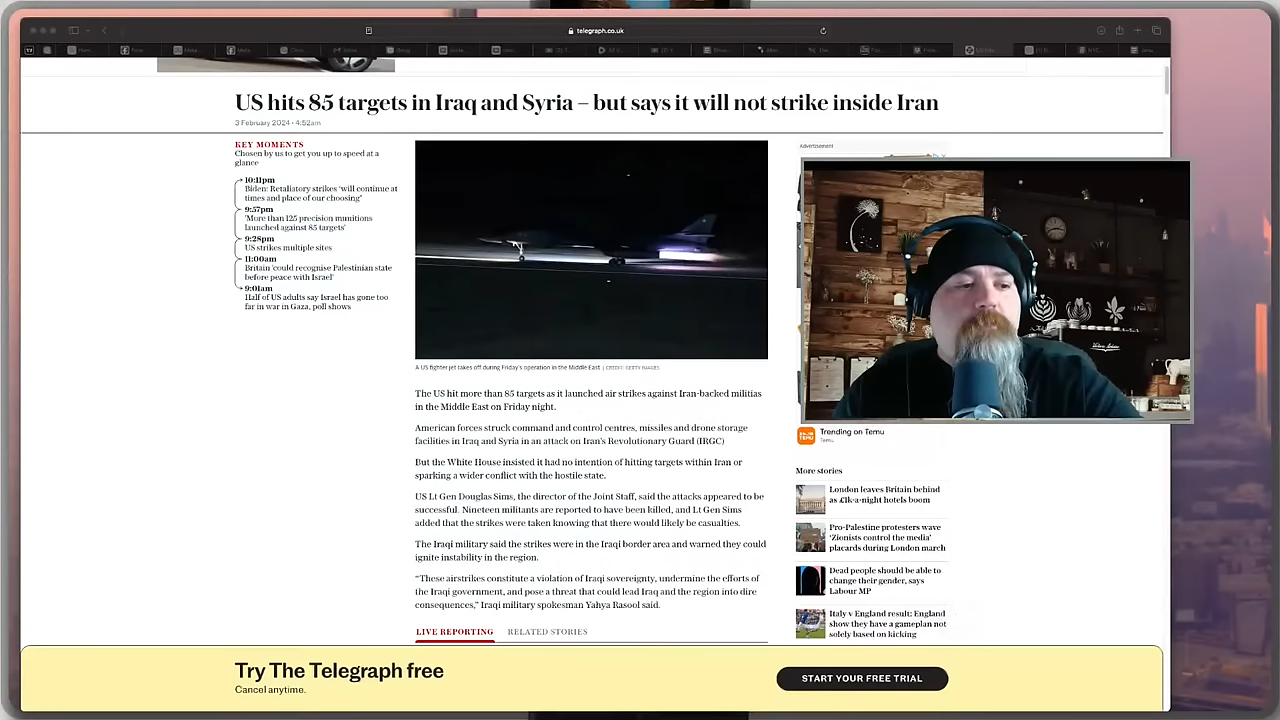 telegraph.co.uk
US hits 85 targets in Iraq and Syria – but says it will not strike inside Iran
3 February 2024 • 4:52am
KEY MOMENTS
Chosen by us to get you up to speed at a
glance
10:11pm
Biden: Retaliatory strikes 'will continue at
times and place of our choosing'
9:57pm
'More than 125 precision munitions
launched against 85 targets'
9:28pm
US strikes multiple sites
11:00am
Britain 'could recognise Palestinian state
before peace with Israel'
9:01am
Half of US adults say Israel has gone too
far in war in Gaza, poll shows
A US fighter jet takes off during Friday's operation in the Middle East | CREDIT: GETTY IMAGES
The US hit more than 85 targets as it launched air strikes against Iran-backed militias
in the Middle East on Friday night.
American forces struck command and control centres, missiles and drone storage
facilities in Iraq and Syria in an attack on Iran's Revolutionary Guard (IRGC)
But the White House insisted it had no intention of hitting targets within Iran or
sparking a wider conflict with the hostile state.
US Lt Gen Douglas Sims, the director of the Joint Staff, said the attacks appeared to be
successful. Nineteen militants are reported to have been killed, and Lt Gen Sims
added that the strikes were taken knowing that there would likely be casualties.
The Iraqi military said the strikes were in the Iraqi border area and warned they could
ignite instability in the region.
"These airstrikes constitute a violation of Iraqi sovereignty, undermine the efforts of
the Iraqi government, and pose a threat that could lead Iraq and the region into dire
consequences," Iraqi military spokesman Yahya Rasool said.
LIVE REPORTING RELATED STORIES
Advertisement
Trending on Temu
Temu
More stories
London leaves Britain behind
as £1k-a-night hotels boom
Pro-Palestine protesters wave
'Zionists control the media'
placards during London march
Dead people should be able to
change their gender, says
Labour MP
Italy v England result: England
show they have a gameplan not
solely based on kicking
Try The Telegraph free
Cancel anytime.
START YOUR FREE TRIAL